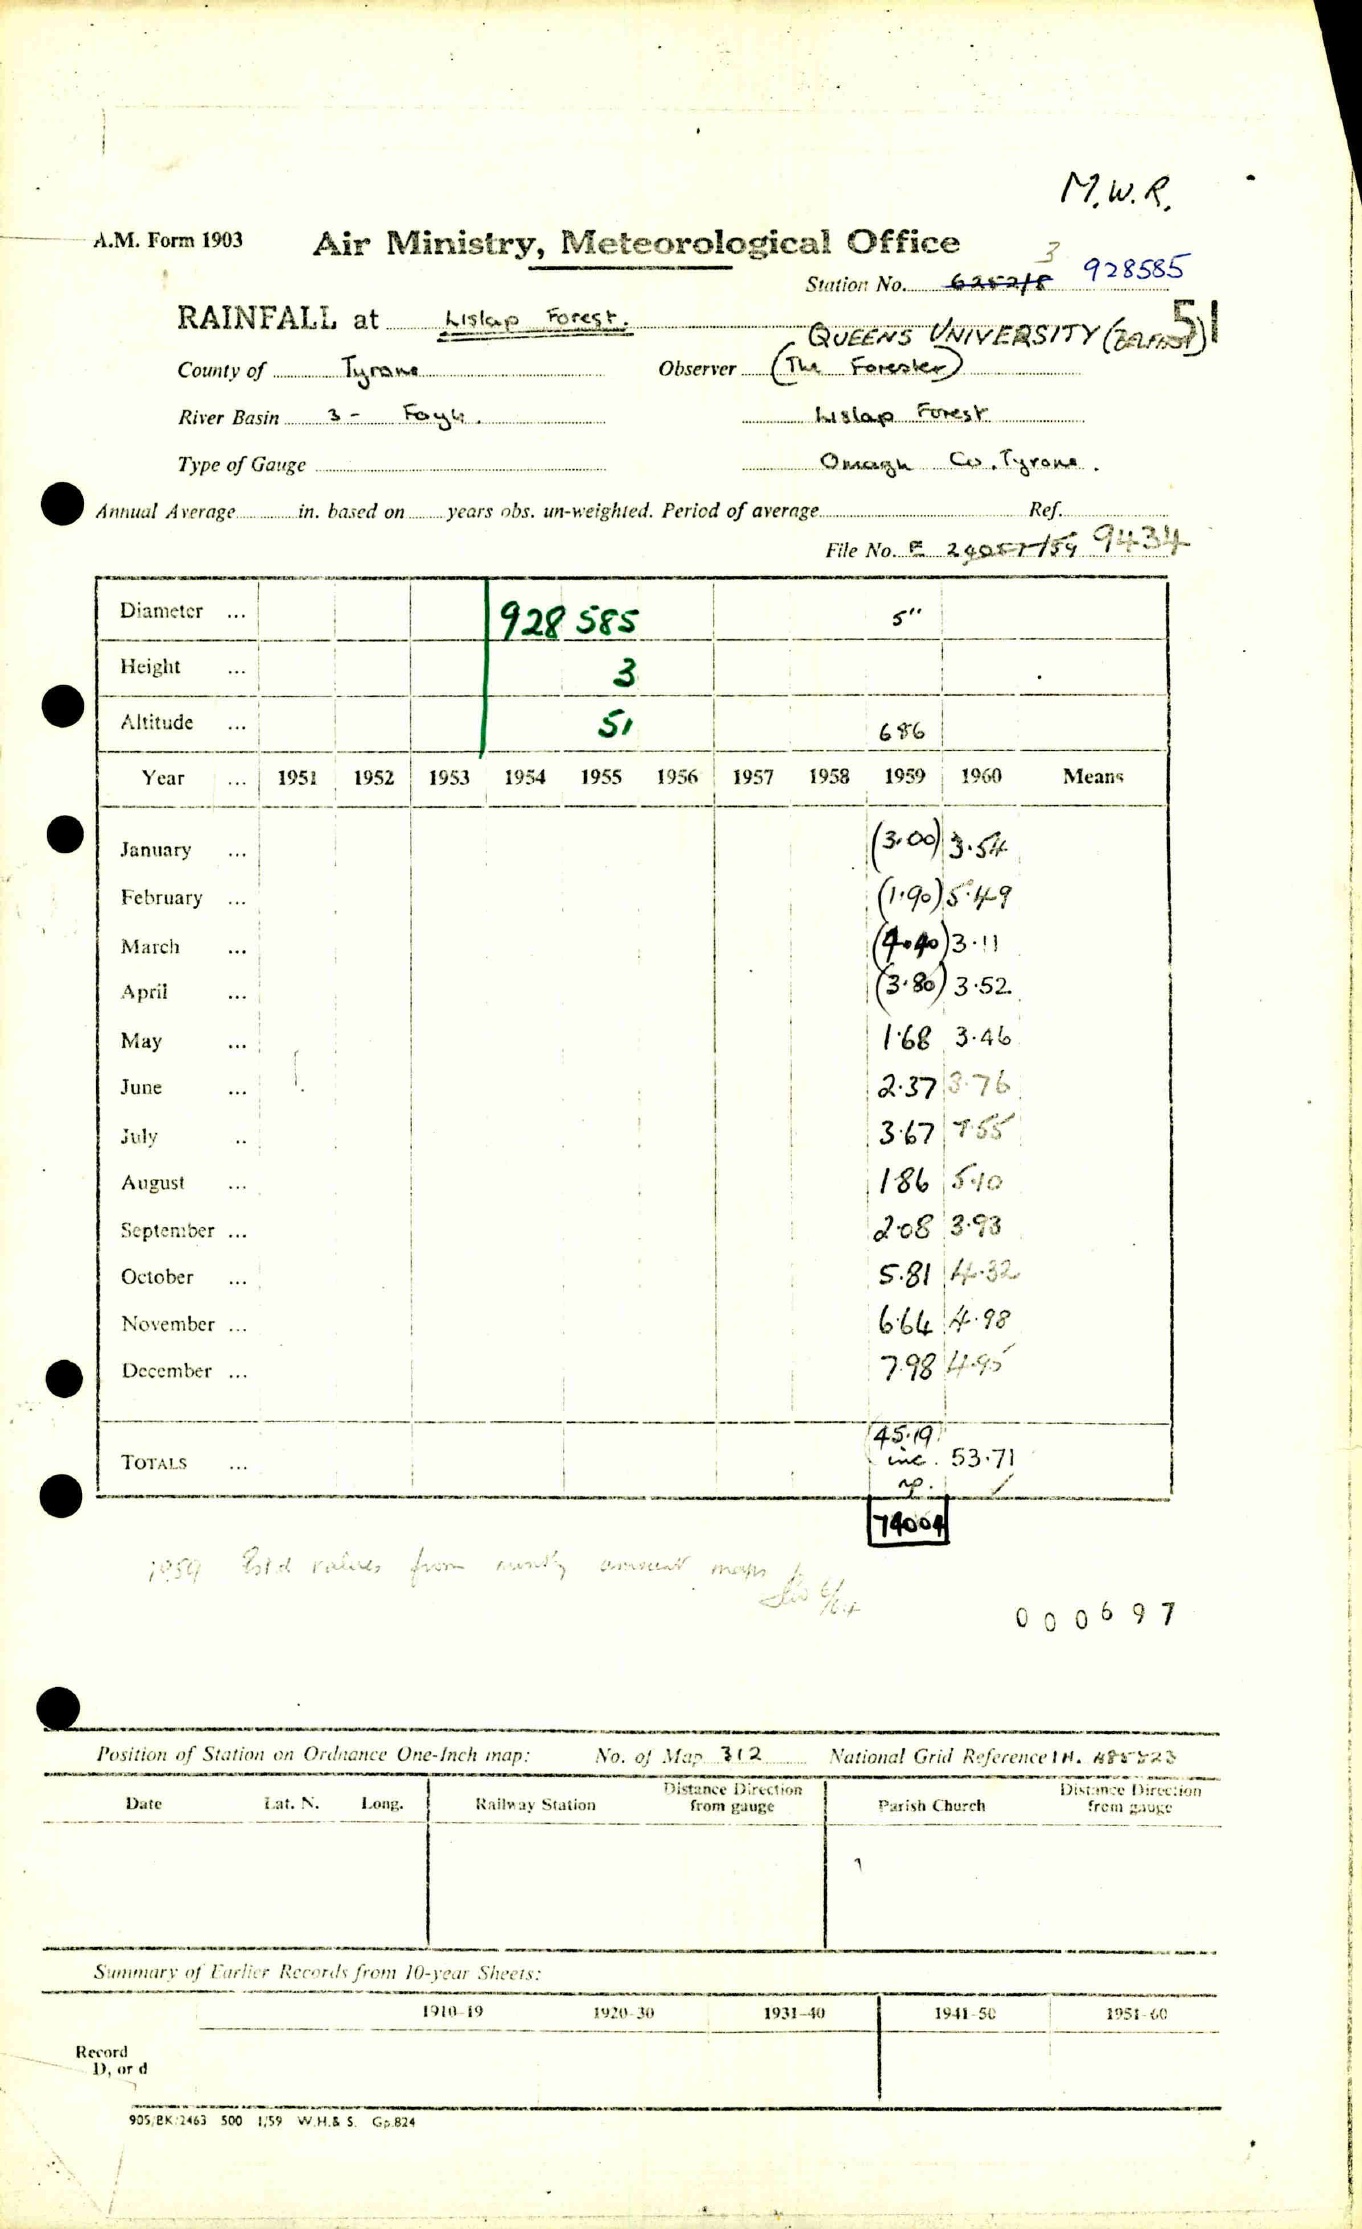 M.W.R.
A.M. Form 1903 Air Ministry, Meteorological Office
3
Station No. 6252/8 928585
RAINFALL at Lislap Forest. 51
QUEENS UNIVERSITY (BELFAST)
County of Tyrone Observer (The Forester)
River Basin 3 - Foyle. Lislap Forest
Type of Gauge Omagh Co. Tyrone.
Annual Average in. based on years obs. un-weighted. Period of average Ref.
File No. E 9434
Diameter ... 928 585 5"
Height ... 3
Altitude ... 51 686
Year ... 1951 1952 1953 1954 1955 1956 1957 1958 1959 1960 Means
January ... (3.00) 3.54
February ... (1.90) 5.49
March ... (4.40) 3.11
April ... (3.80) 3.52
May ... 1.68 3.46
June ... 2.37 3.76
July .. 3.67 7.55
August ... 1.86 5.10
September ... 2.08 3.93
October ... 5.81 4.32
November ... 6.64 4.98
December ... 7.98 4.95
TOTALS ... (45.19) inc. 53.71
74004
1959 Estd values from amount maps
000697
Position of Station on Ordnance One-Inch map: No. of Map 312 National Grid Reference IH. 485823
Date Lat. N. Long. Railway Station Distance Direction from gauge Parish Church Distance Direction from gauge
Summary of Earlier Records from 10-year Sheets:
1910-19 1920-30 1931-40 1941-50 1951-60
Record
D, or d
905/BK.2463 500 1/59 W.H.& S. Gp.824